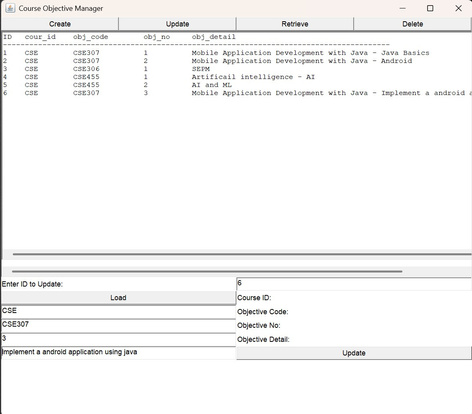 Course Objective Manager
Create Update Retrieve Delete
ID cour_id obj_code obj_no obj_detail
--------------------------------------------------------------------------------
1 CSE CSE307 1 Mobile Application Development with Java - Java Basics
2 CSE CSE307 2 Mobile Application Development with Java - Android
3 CSE CSE306 1 SEPM
4 CSE CSE455 1 Artificail intelligence - AI
5 CSE CSE455 2 AI and ML
6 CSE CSE307 3 Mobile Application Development with Java - Implement a android a
Enter ID to Update: 6
Load Course ID:
CSE Objective Code:
CSE307 Objective No:
3 Objective Detail:
Implement a android application using java Update